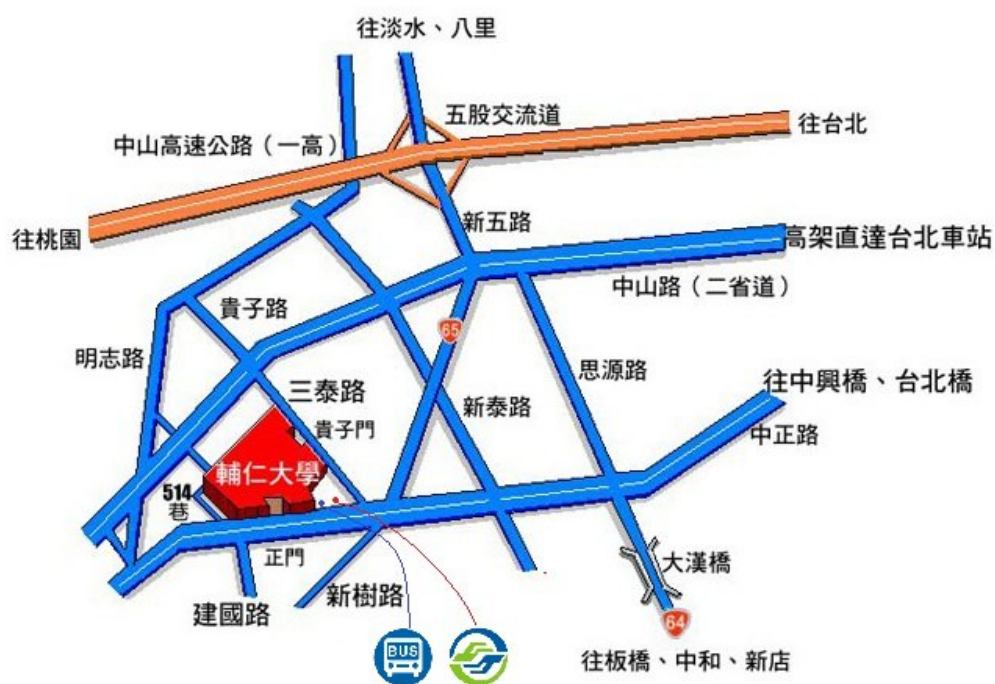 往淡水、八里
五股交流道
往台北
中山高速公路（一高）
往桃園
新五路
高架直達台北車站
中山路（二省道）
貴子路
65
明志路
思源路
往中興橋、台北橋
三泰路
新泰路
貴子門
中正路
輔仁大學
514
巷
正門
大漢橋
建國路
新樹路
64
BUS
往板橋、中和、新店